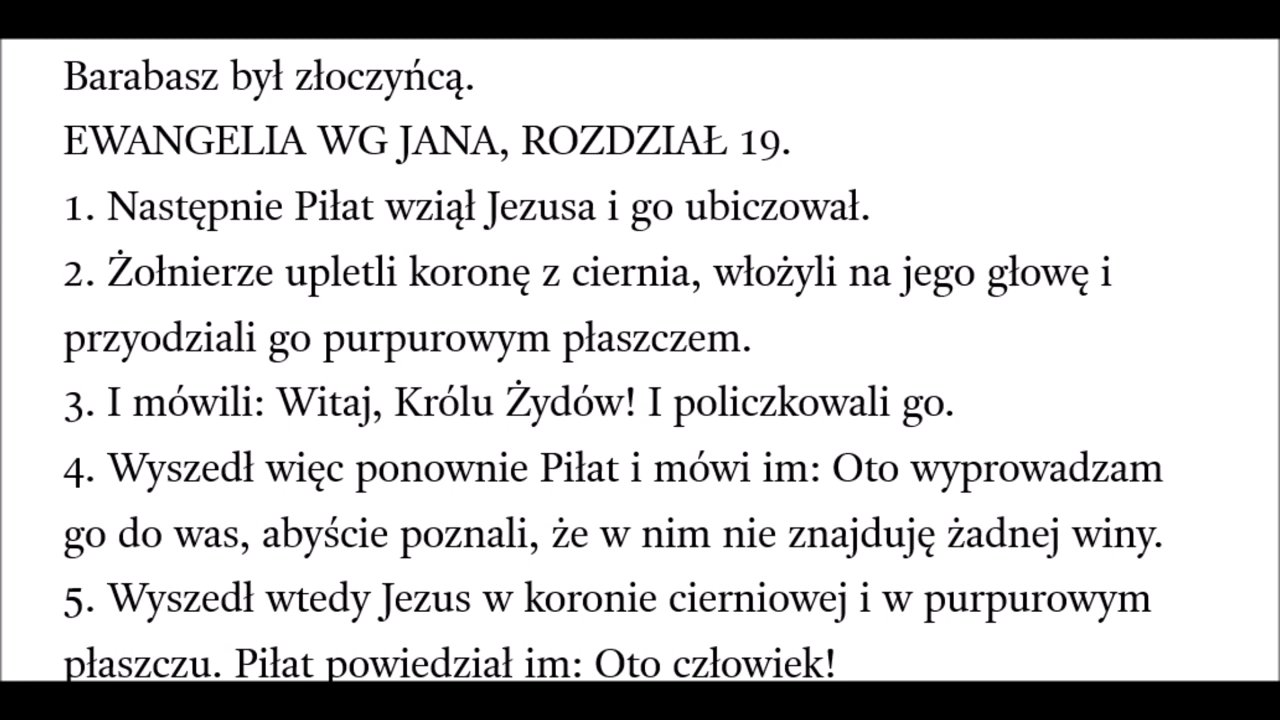 Barabasz był złoczyńcą.
EWANGELIA WG JANA, ROZDZIAŁ 19.
1. Następnie Piłat wziął Jezusa i go ubiczował.
2. Żołnierze upletli koronę z ciernia, włożyli na jego głowę i
przyodziali go purpurowym płaszczem.
3. I mówili: Witaj, Królu Żydów! I policzkowali go.
4. Wyszedł więc ponownie Piłat i mówi im: Oto wyprowadzam
go do was, abyście poznali, że w nim nie znajduję żadnej winy.
5. Wyszedł wtedy Jezus w koronie cierniowej i w purpurowym
płaszczu. Piłat powiedział im: Oto człowiek!